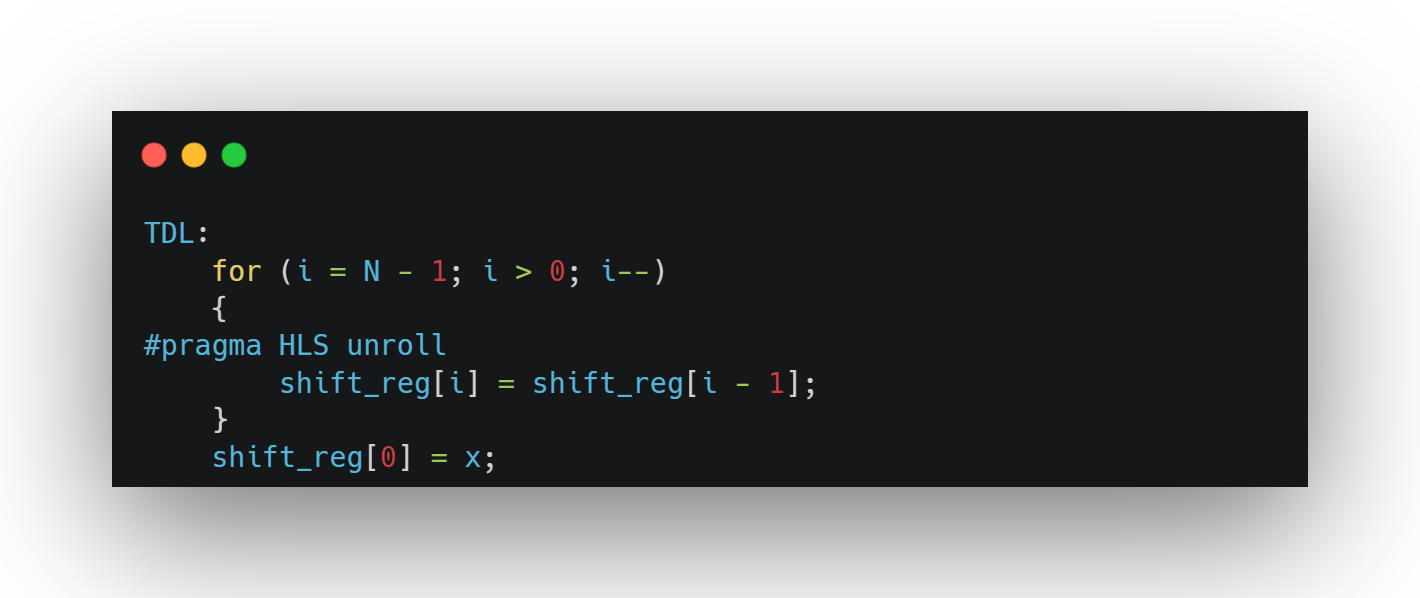 TDL:
    for (i = N - 1; i > 0; i--)
    {
#pragma HLS unroll
        shift_reg[i] = shift_reg[i - 1];
    }
    shift_reg[0] = x;